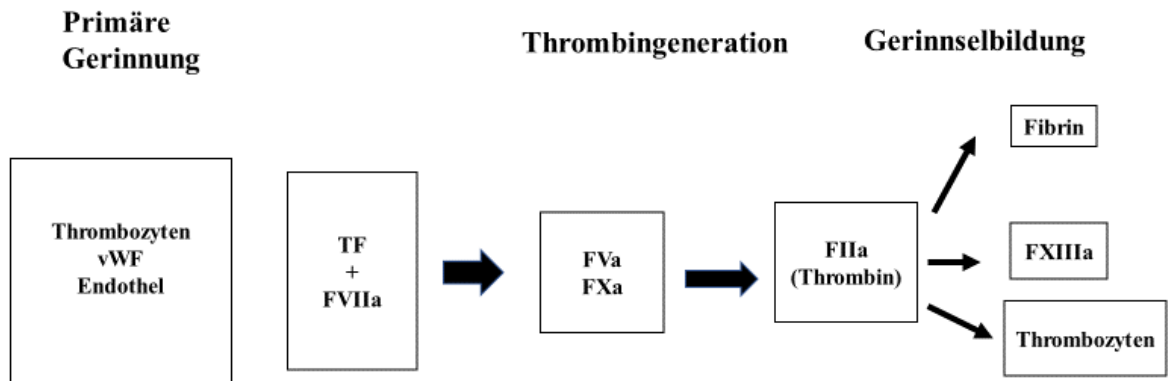 Primäre
Gerinnung
Thrombingeneration
Gerinnselbildung
Thrombozyten
vWF
Endothel
TF
+
FVIIa
FVa
FXa
FIIa
(Thrombin)
Fibrin
FXIIIa
Thrombozyten